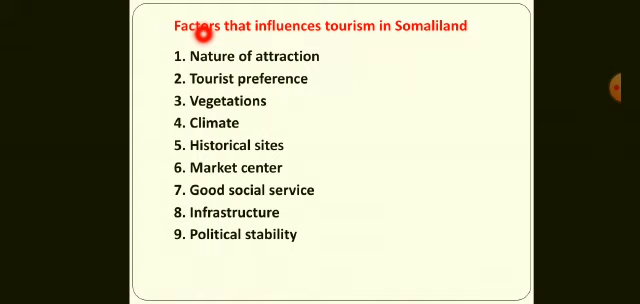 Factors that influences tourism in Somaliland
1. Nature of attraction
2. Tourist preference
3. Vegetations
4. Climate
5. Historical sites
6. Market center
7. Good social service
8. Infrastructure
9. Political stability